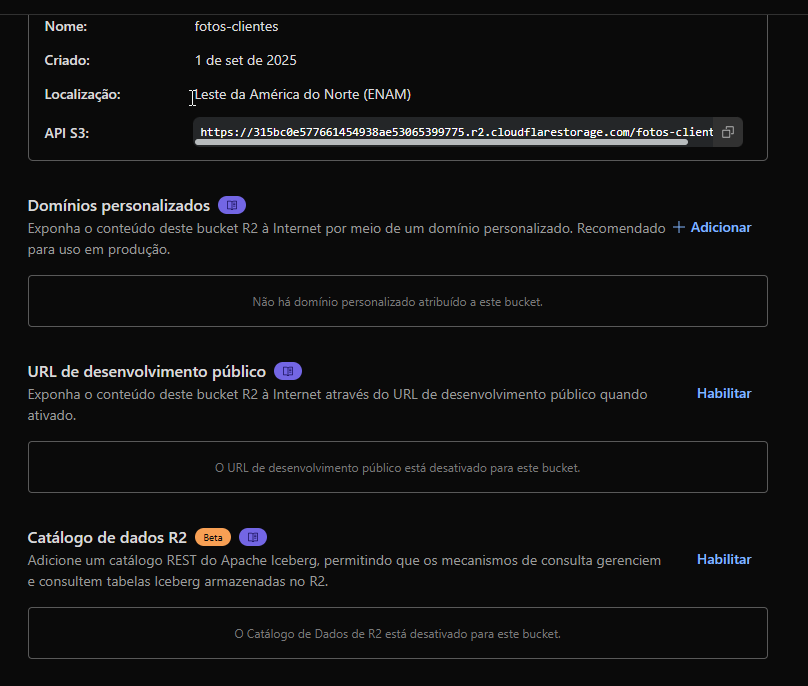 Nome: fotos-clientes
Criado: 1 de set de 2025
Localização: Leste da América do Norte (ENAM)
API S3: https://315bc0e577661454938ae53065399775.r2.cloudflarestorage.com/fotos-client
Domínios personalizados
Exponha o conteúdo deste bucket R2 à Internet por meio de um domínio personalizado. Recomendado
para uso em produção.
+ Adicionar
Não há domínio personalizado atribuído a este bucket.
URL de desenvolvimento público
Exponha o conteúdo deste bucket R2 à Internet através do URL de desenvolvimento público quando
ativado.
Habilitar
O URL de desenvolvimento público está desativado para este bucket.
Catálogo de dados R2 Beta
Adicione um catálogo REST do Apache Iceberg, permitindo que os mecanismos de consulta gerenciem
e consultem tabelas Iceberg armazenadas no R2.
Habilitar
O Catálogo de Dados de R2 está desativado para este bucket.